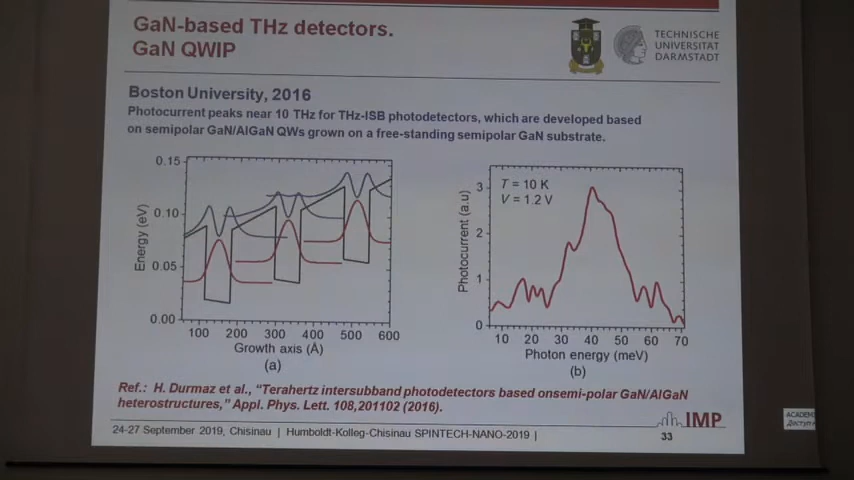 GaN-based THz detectors.
GaN QWIP
TECHNISCHE
UNIVERSITÄT
DARMSTADT
Boston University, 2016
Photocurrent peaks near 10 THz for THz-ISB photodetectors, which are developed based
on semipolar GaN/AlGaN QWs grown on a free-standing semipolar GaN substrate.
0.15
0.10
0.05
0.00
Energy (eV)
100 200 300 400 500 600
Growth axis (Å)
(a)
T = 10 K
V = 1.2 V
3
2
1
0
Photocurrent (a.u)
10 20 30 40 50 60 70
Photon energy (meV)
(b)
Ref.: H. Durmaz et al., “Terahertz intersubband photodetectors based onsemi-polar GaN/AlGaN
heterostructures,” Appl. Phys. Lett. 108,201102 (2016).
24-27 September 2019, Chisinau | Humboldt-Kolleg-Chisinau SPINTECH-NANO-2019 |
IMP
33